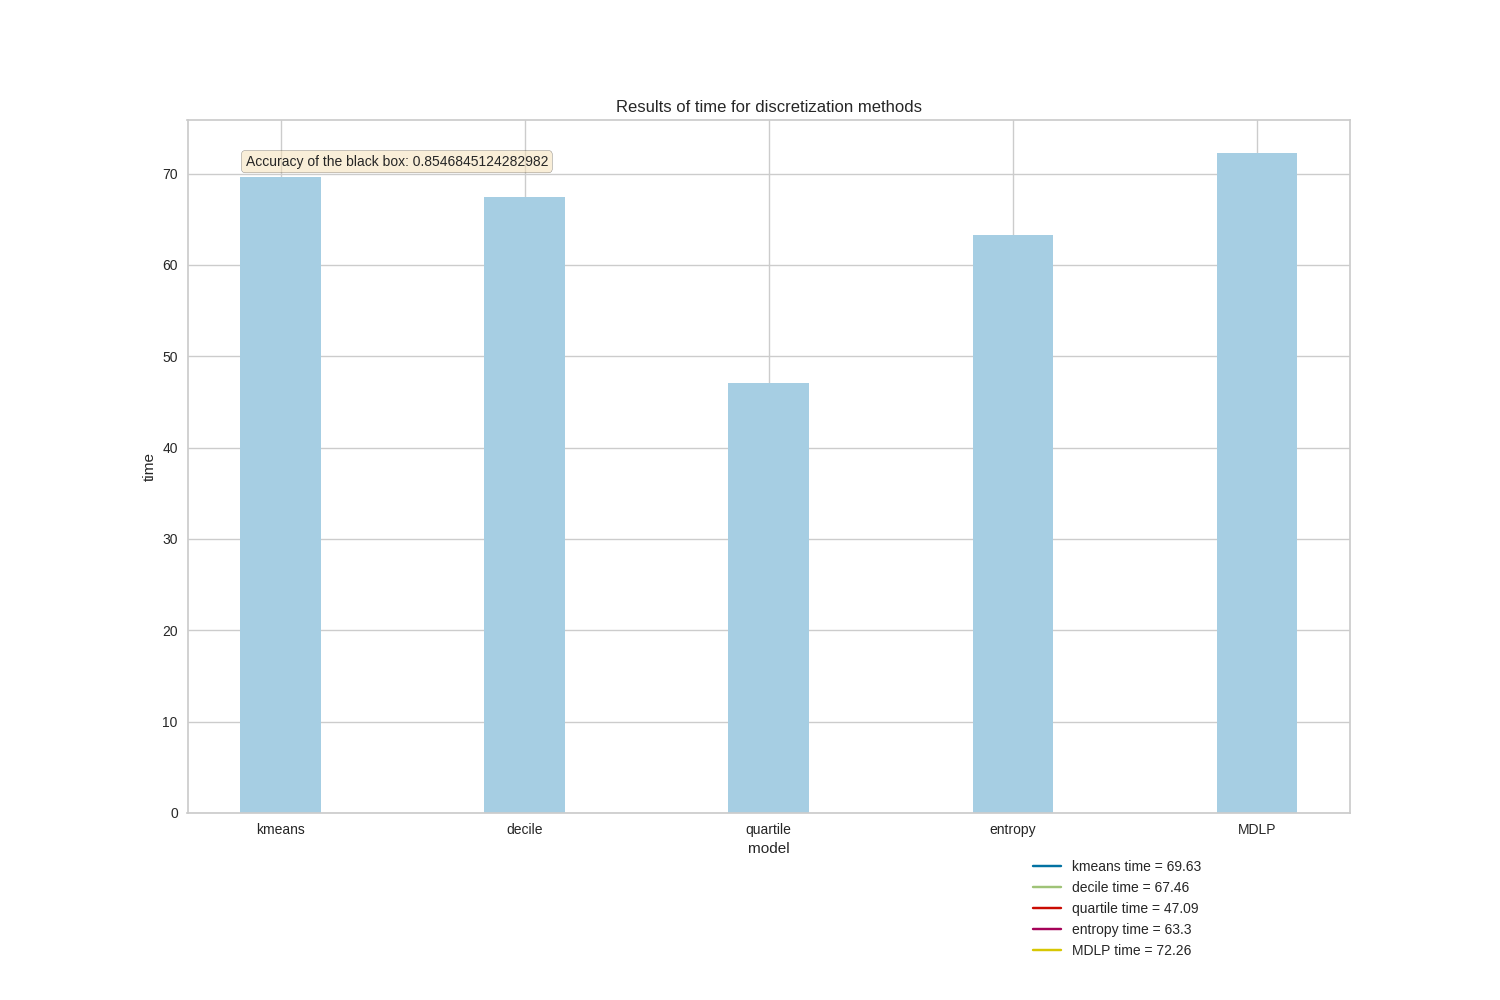 Results of time for discretization methods
Accuracy of the black box: 0.8546845124282982
70
60
50
40
30
20
10
0
time
kmeans decile quartile entropy MDLP
model
kmeans time = 69.63
decile time = 67.46
quartile time = 47.09
entropy time = 63.3
MDLP time = 72.26